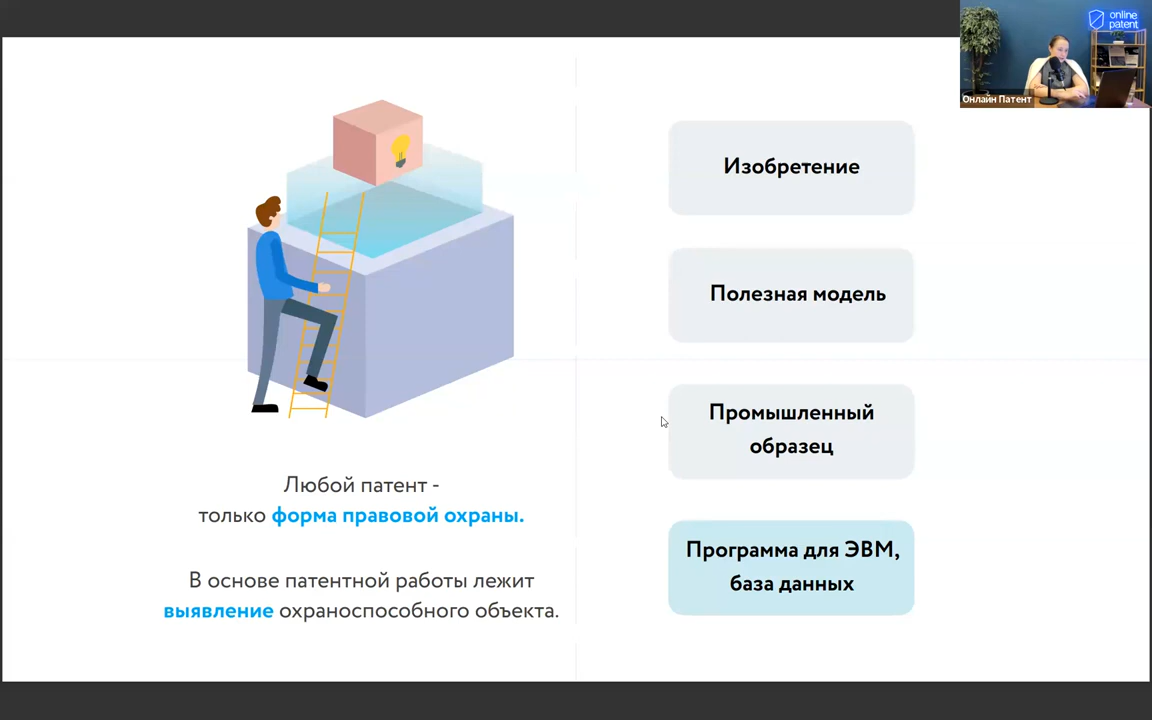 online
patent
Онлайн Патент
Изобретение
Полезная модель
Промышленный
образец
Программа для ЭВМ,
база данных
Любой патент -
только форма правовой охраны.
В основе патентной работы лежит
выявление охраноспособного объекта.